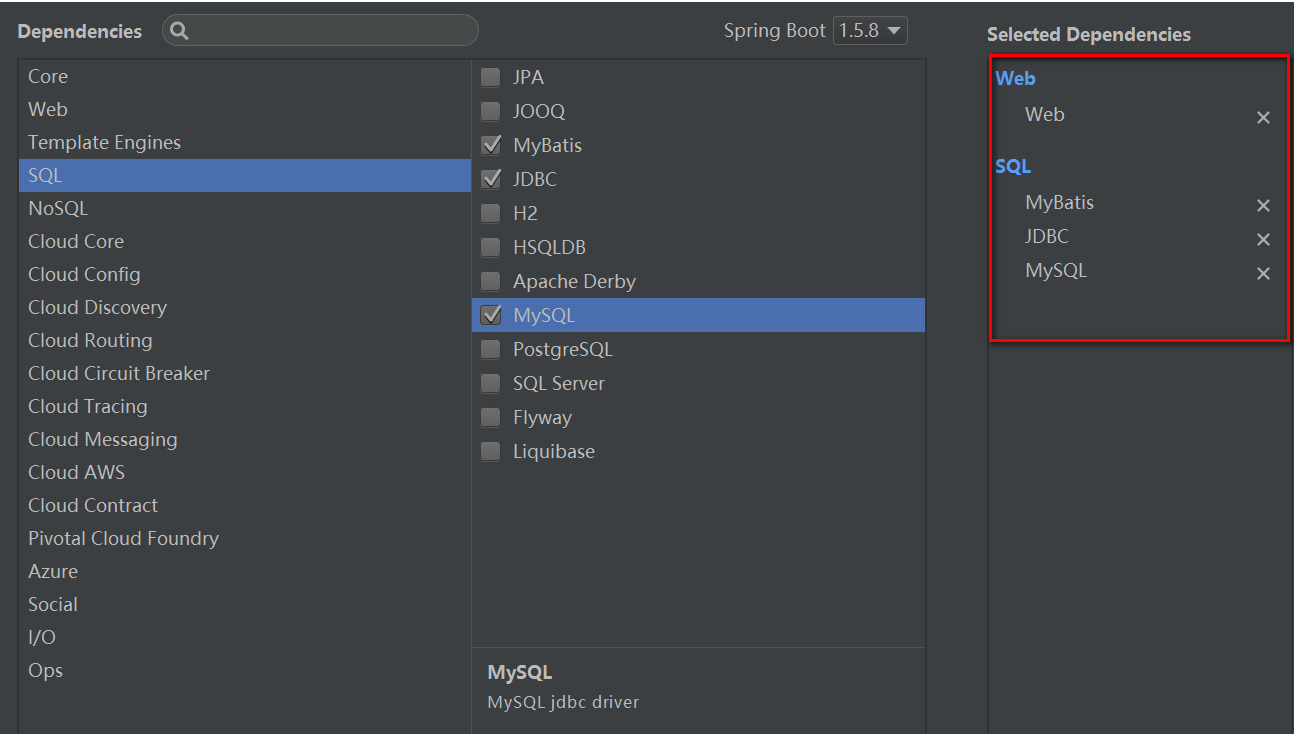 Dependencies
Spring Boot 1.5.8
Core
Web
Template Engines
SQL
NoSQL
Cloud Core
Cloud Config
Cloud Discovery
Cloud Routing
Cloud Circuit Breaker
Cloud Tracing
Cloud Messaging
Cloud AWS
Cloud Contract
Pivotal Cloud Foundry
Azure
Social
I/O
Ops
JPA
JOOQ
MyBatis
JDBC
H2
HSQLDB
Apache Derby
MySQL
PostgreSQL
SQL Server
Flyway
Liquibase
MySQL
MySQL jdbc driver
Selected Dependencies
Web
Web
SQL
MyBatis
JDBC
MySQL